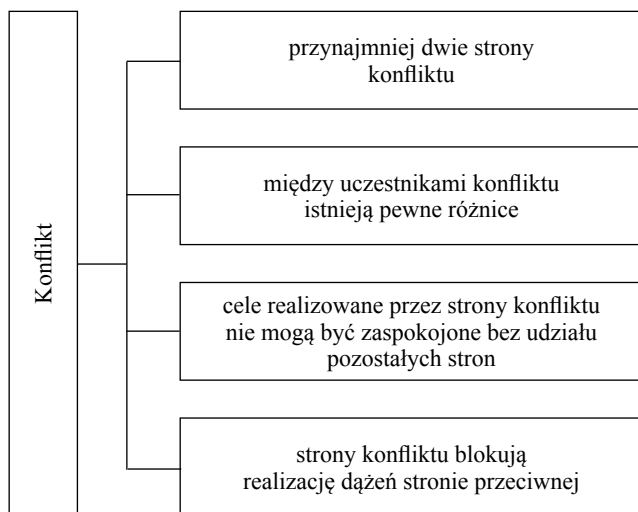 Konflikt
przynajmniej dwie strony
konfliktu
między uczestnikami konfliktu
istnieją pewne różnice
cele realizowane przez strony konfliktu
nie mogą być zaspokojone bez udziału
pozostałych stron
strony konfliktu blokują
realizację dążeń stronie przeciwnej